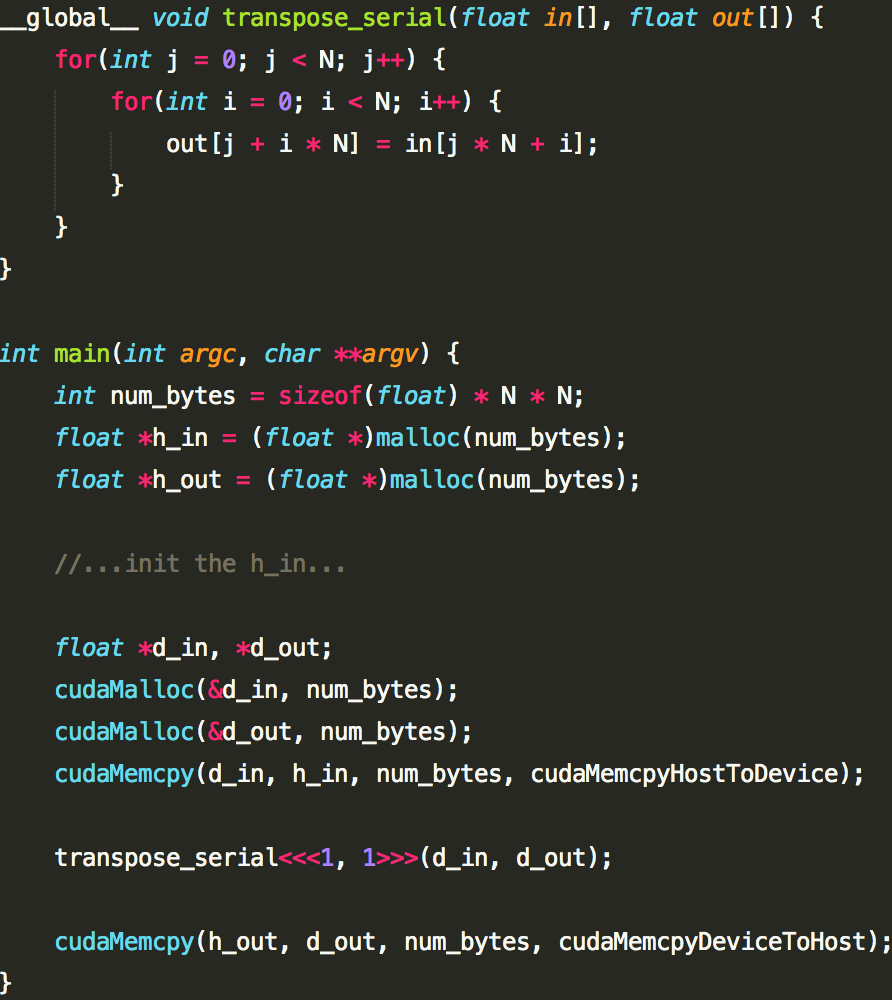 __global__ void transpose_serial(float in[], float out[]) {
    for(int j = 0; j < N; j++) {
        for(int i = 0; i < N; i++) {
            out[j + i * N] = in[j * N + i];
        }
    }
}
int main(int argc, char **argv) {
    int num_bytes = sizeof(float) * N * N;
    float *h_in = (float *)malloc(num_bytes);
    float *h_out = (float *)malloc(num_bytes);
    //...init the h_in...
    float *d_in, *d_out;
    cudaMalloc(&d_in, num_bytes);
    cudaMalloc(&d_out, num_bytes);
    cudaMemcpy(d_in, h_in, num_bytes, cudaMemcpyHostToDevice);
    transpose_serial<<<1, 1>>>(d_in, d_out);
    cudaMemcpy(h_out, d_out, num_bytes, cudaMemcpyDeviceToHost);
}